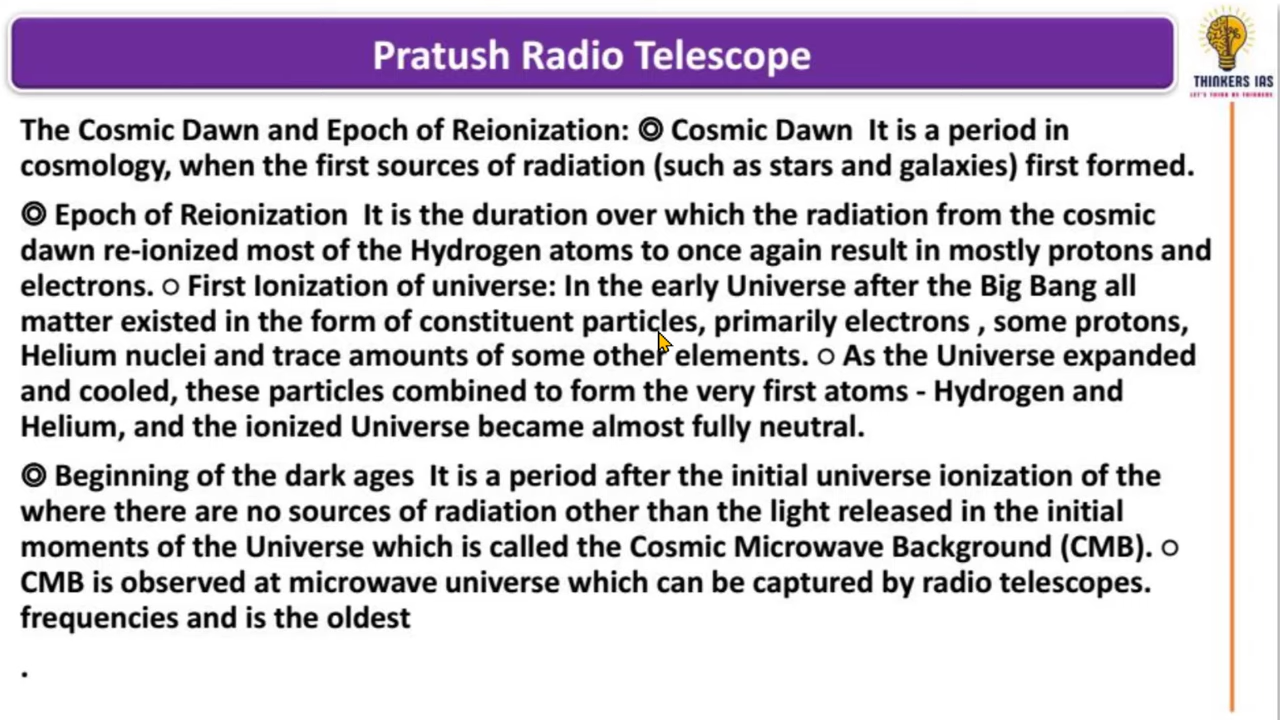 Pratush Radio Telescope
THINKERS IAS
LET'S THINK AS THINKERS
The Cosmic Dawn and Epoch of Reionization: ◎ Cosmic Dawn It is a period in
cosmology, when the first sources of radiation (such as stars and galaxies) first formed.
◎ Epoch of Reionization It is the duration over which the radiation from the cosmic
dawn re-ionized most of the Hydrogen atoms to once again result in mostly protons and
electrons. ○ First Ionization of universe: In the early Universe after the Big Bang all
matter existed in the form of constituent particles, primarily electrons , some protons,
Helium nuclei and trace amounts of some other elements. ○ As the Universe expanded
and cooled, these particles combined to form the very first atoms - Hydrogen and
Helium, and the ionized Universe became almost fully neutral.
◎ Beginning of the dark ages It is a period after the initial universe ionization of the
where there are no sources of radiation other than the light released in the initial
moments of the Universe which is called the Cosmic Microwave Background (CMB). ○
CMB is observed at microwave universe which can be captured by radio telescopes.
frequencies and is the oldest
.